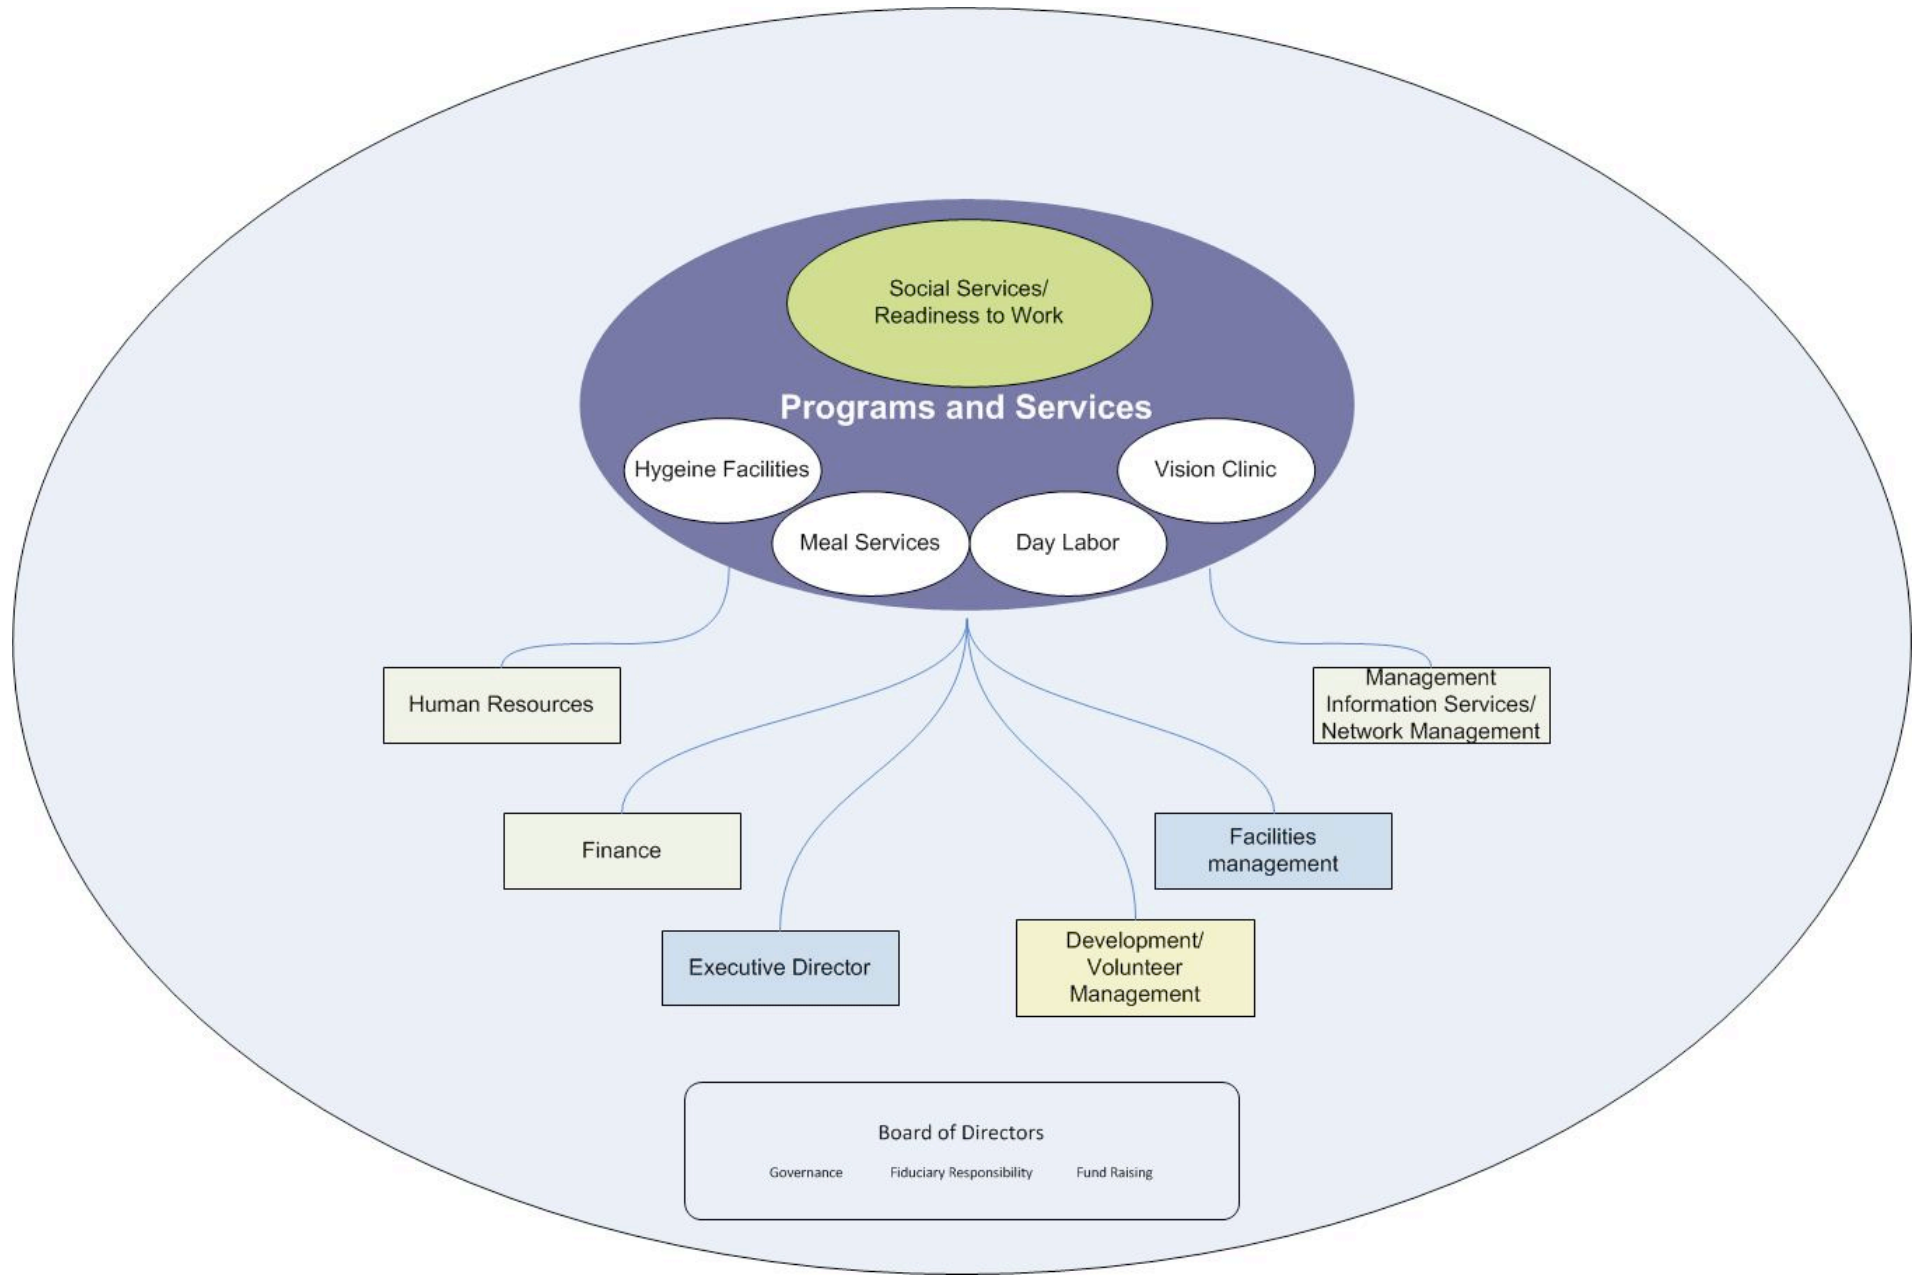 Social Services/
Readiness to Work
Programs and Services
Hygeine Facilities
Vision Clinic
Meal Services
Day Labor
Human Resources
Management
Information Services/
Network Management
Finance
Facilities
management
Executive Director
Development/
Volunteer
Management
Board of Directors
Governance Fiduciary Responsibility Fund Raising